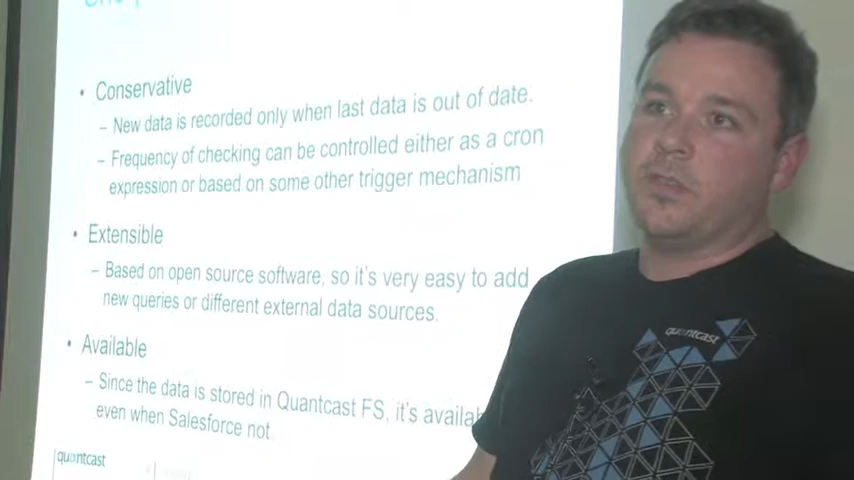 • Conservative
– New data is recorded only when last data is out of date.
– Frequency of checking can be controlled either as a cron
expression or based on some other trigger mechanism
• Extensible
– Based on open source software, so it's very easy to add
new queries or different external data sources.
• Available
– Since the data is stored in Quantcast FS, it's
even when Salesforce not
quantcast
quantcast